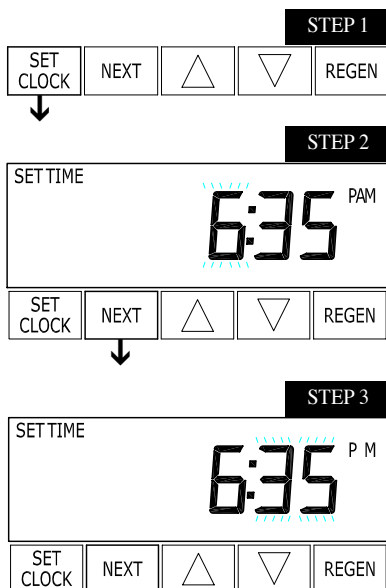 STEP 1
SET CLOCK NEXT REGEN
STEP 2
SET TIME
6:35 PAM
SET CLOCK NEXT REGEN
STEP 3
SET TIME
6:35 P M
SET CLOCK NEXT REGEN